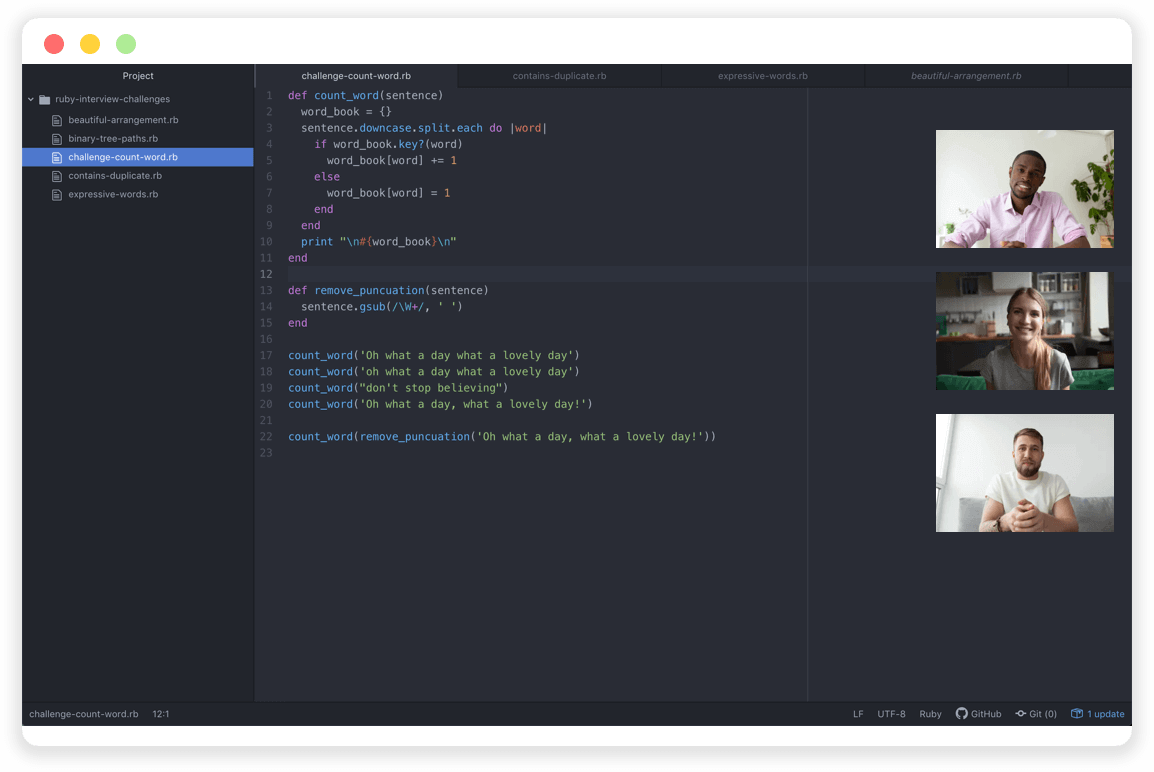 Project
ruby-interview-challenges
beautiful-arrangement.rb
binary-tree-paths.rb
challenge-count-word.rb
contains-duplicate.rb
expressive-words.rb
challenge-count-word.rb contains-duplicate.rb expressive-words.rb beautiful-arrangement.rb
1 def count_word(sentence)
2   word_book = {}
3   sentence.downcase.split.each do |word|
4     if word_book.key?(word)
5       word_book[word] += 1
6     else
7       word_book[word] = 1
8     end
9   end
10   print "\n#{word_book}\n"
11 end
12
13 def remove_puncuation(sentence)
14   sentence.gsub(/\W+/, ' ')
15 end
16
17 count_word('Oh what a day what a lovely day')
18 count_word('oh what a day what a lovely day')
19 count_word("don't stop believing")
20 count_word('Oh what a day, what a lovely day!')
21
22 count_word(remove_puncuation('Oh what a day, what a lovely day!'))
23
challenge-count-word.rb 12:1 LF UTF-8 Ruby GitHub Git (0) 1 update